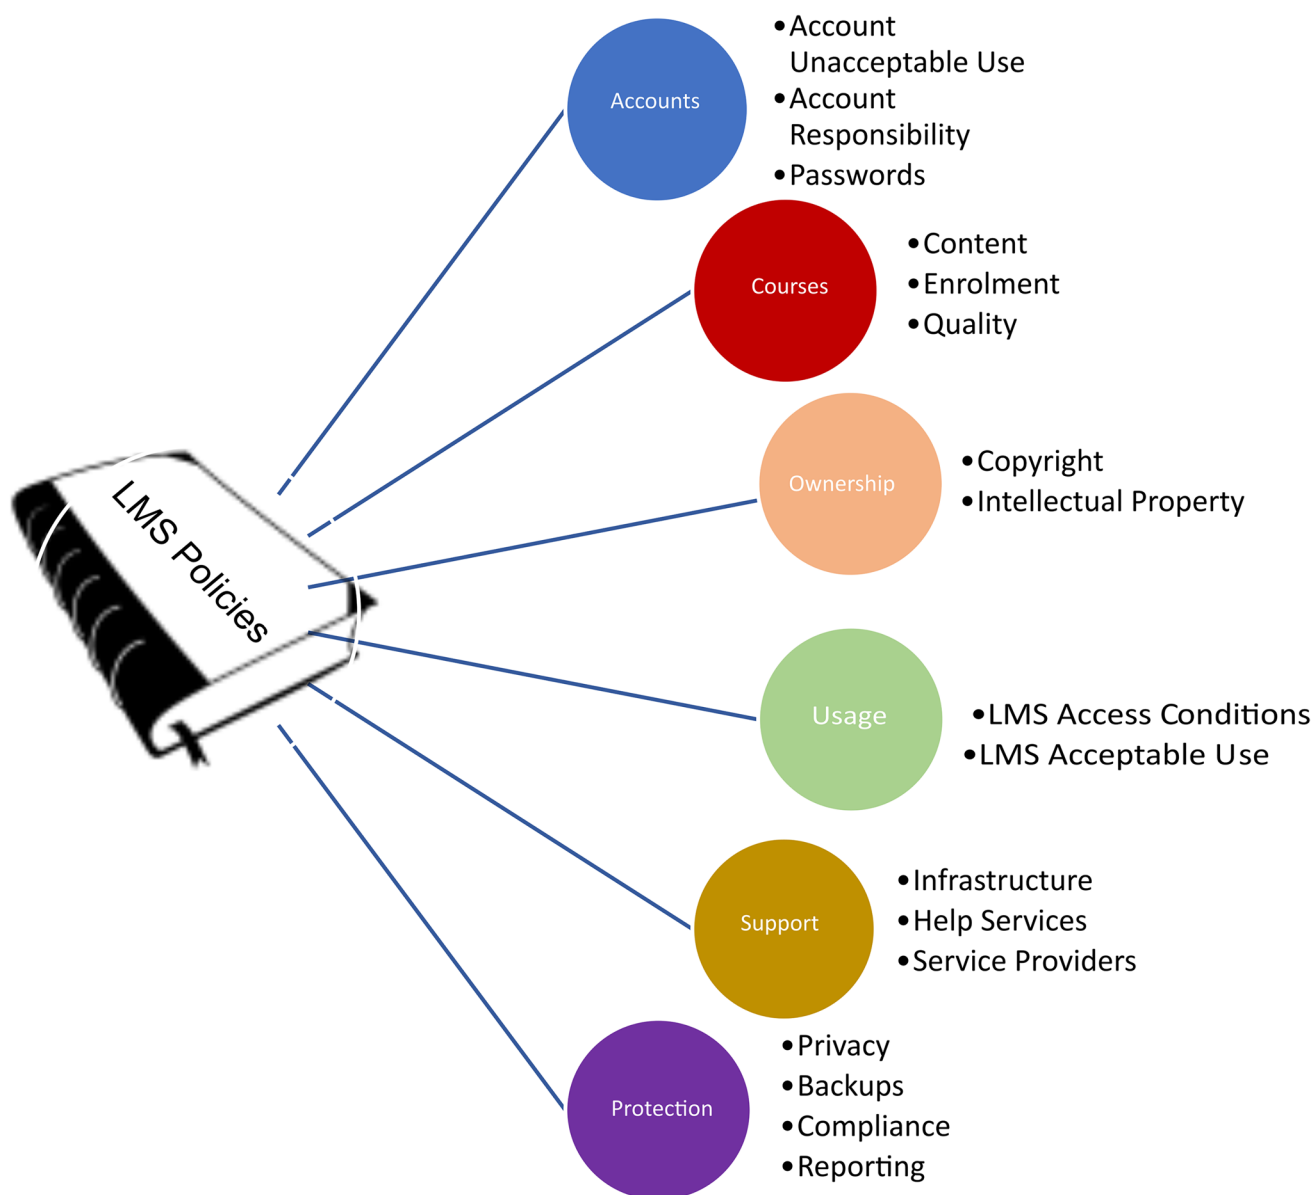 LMS Policies
Accounts
•Account
Unacceptable Use
•Account
Responsibility
•Passwords
Courses
•Content
•Enrolment
•Quality
Ownership
•Copyright
•Intellectual Property
Usage
•LMS Access Conditions
•LMS Acceptable Use
Support
•Infrastructure
•Help Services
•Service Providers
Protection
•Privacy
•Backups
•Compliance
•Reporting